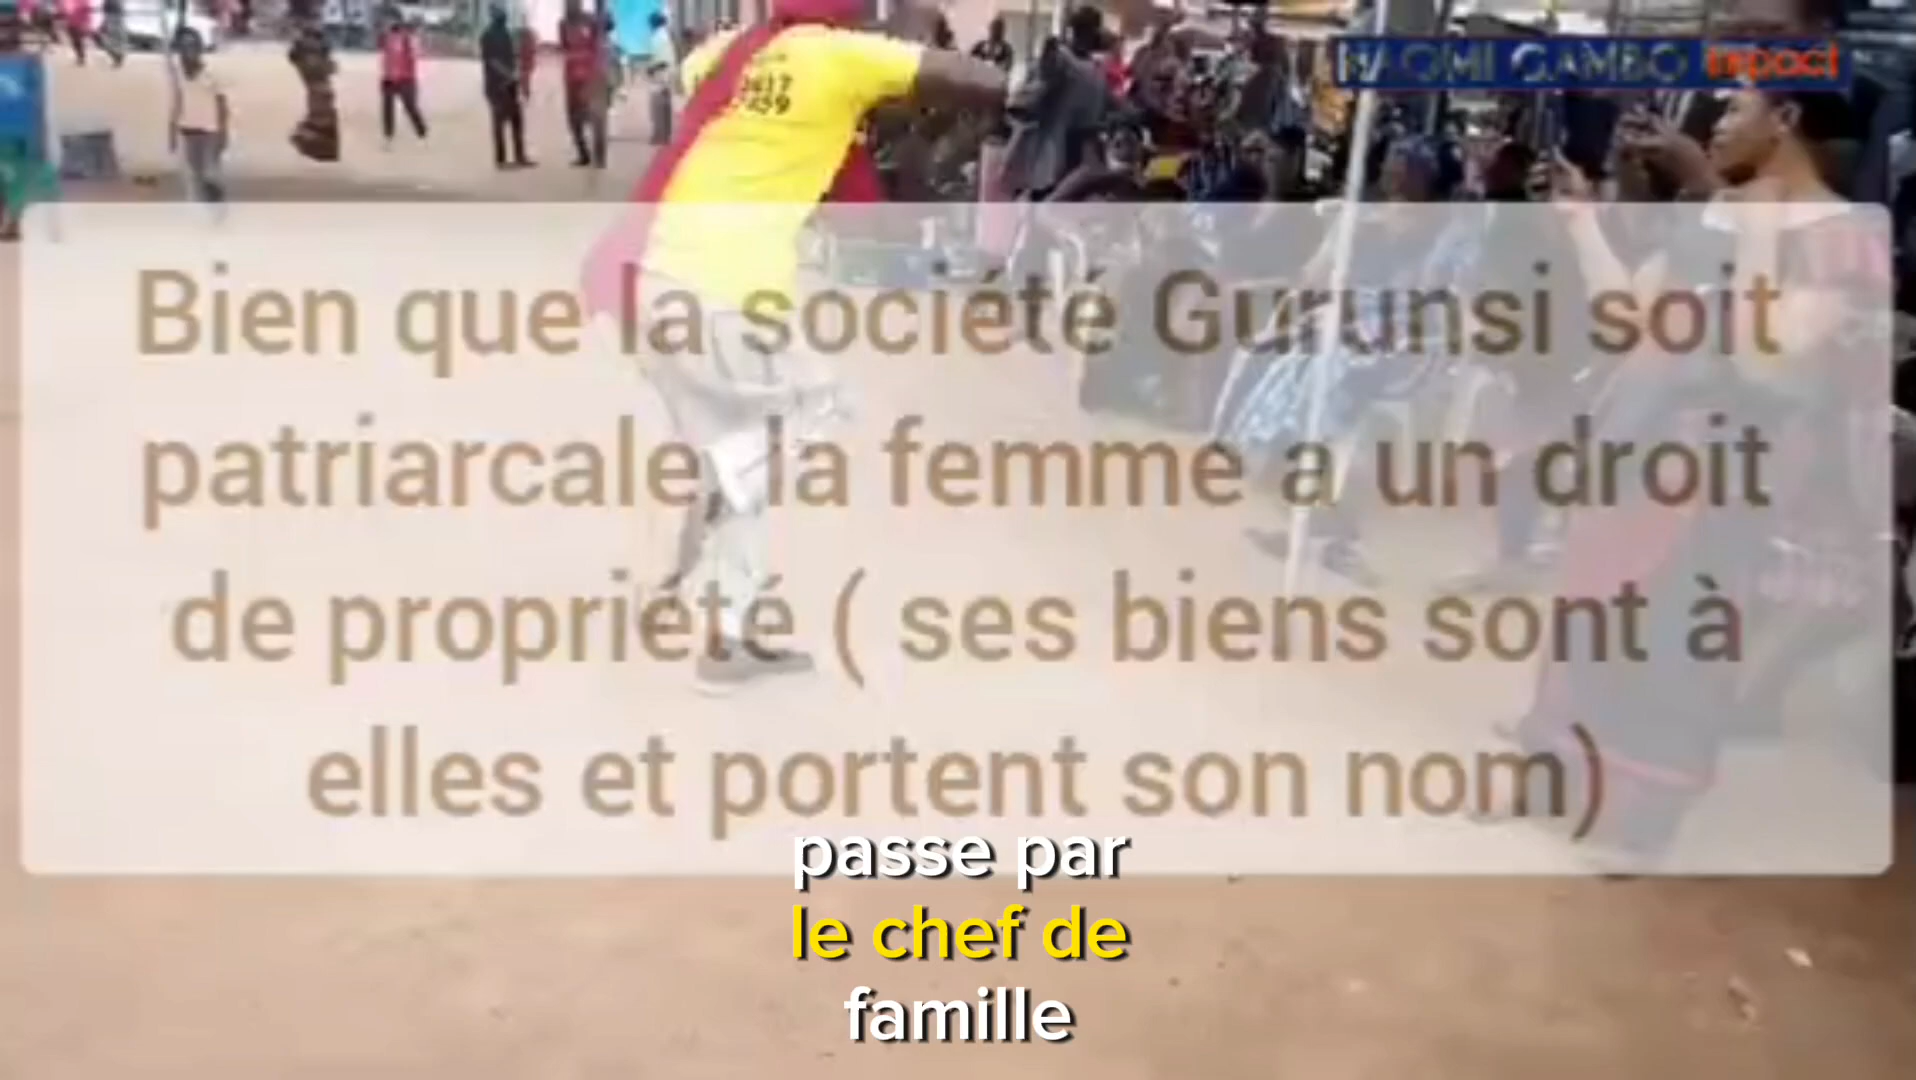 NAOMI GAMBO Impact
Bien que la société Gurunsi soit
patriarcale, la femme a un droit
de propriété ( ses biens sont à
elles et portent son nom)
passe par
le chef de
famille